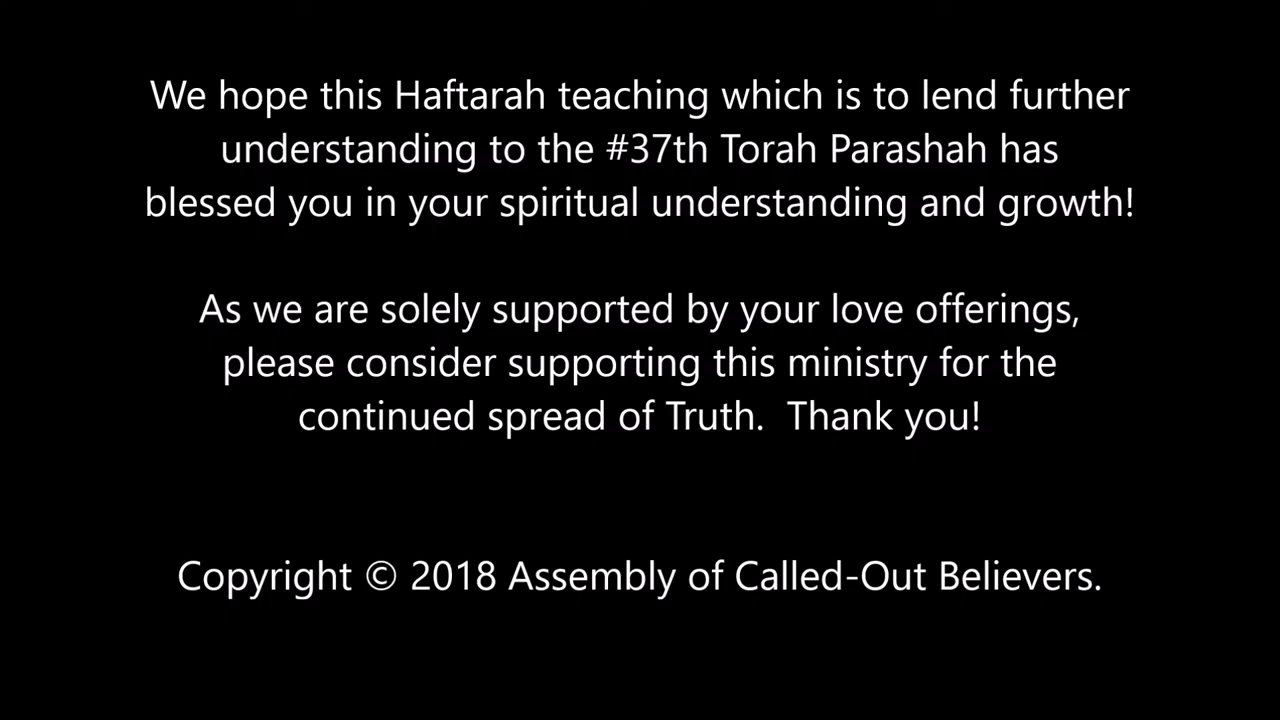 We hope this Haftarah teaching which is to lend further
understanding to the #37th Torah Parashah has
blessed you in your spiritual understanding and growth!
As we are solely supported by your love offerings,
please consider supporting this ministry for the
continued spread of Truth.  Thank you!
Copyright © 2018 Assembly of Called-Out Believers.